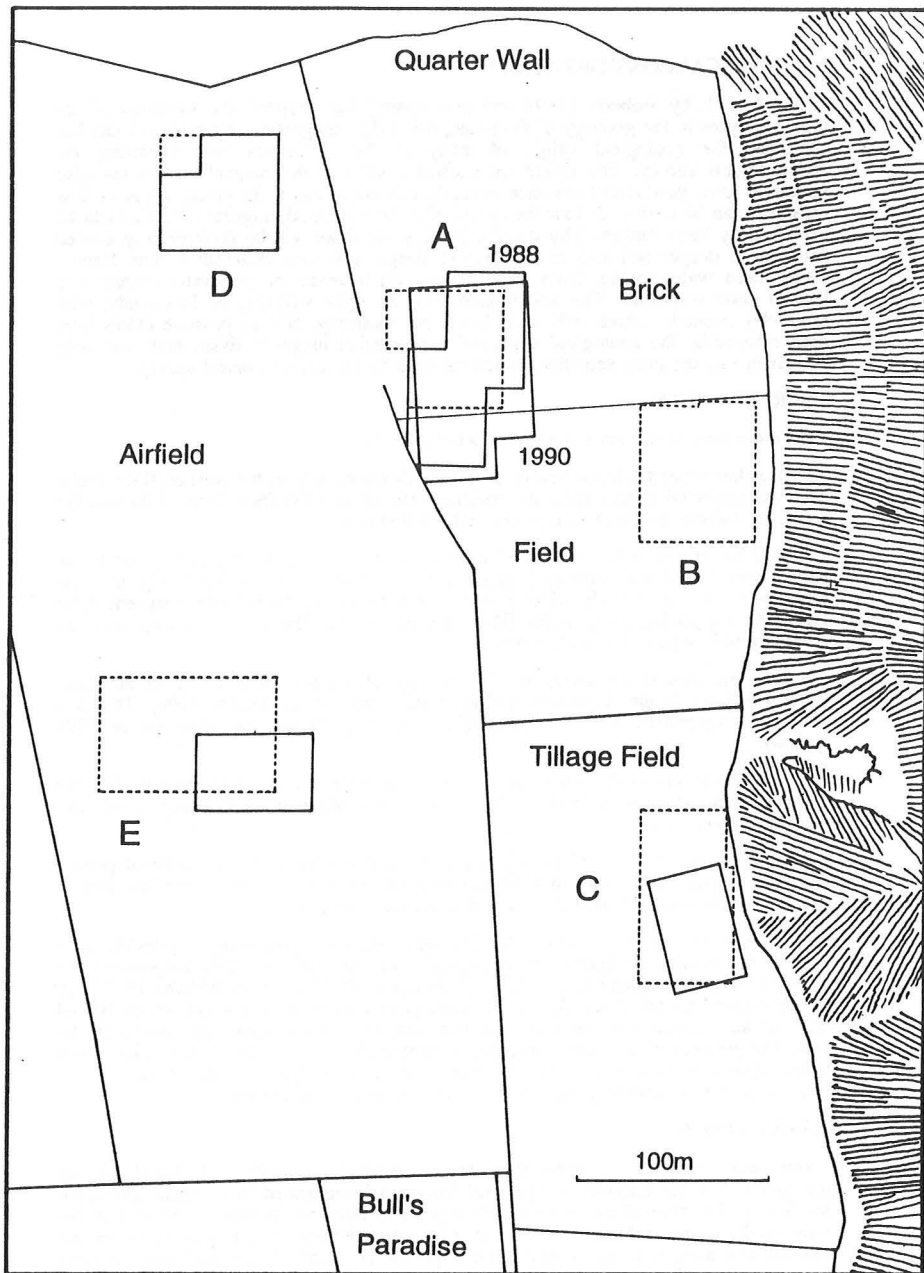 Quarter Wall
A
1988
D
Brick
Airfield
1990
Field
B
Tillage Field
E
C
100m
Bull's
Paradise